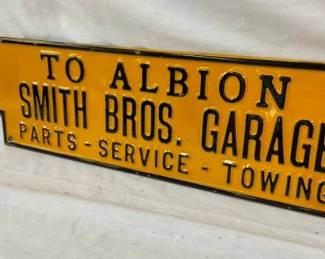 TO ALBION
SMITH BROS. GARAGE
PARTS - SERVICE - TOWING